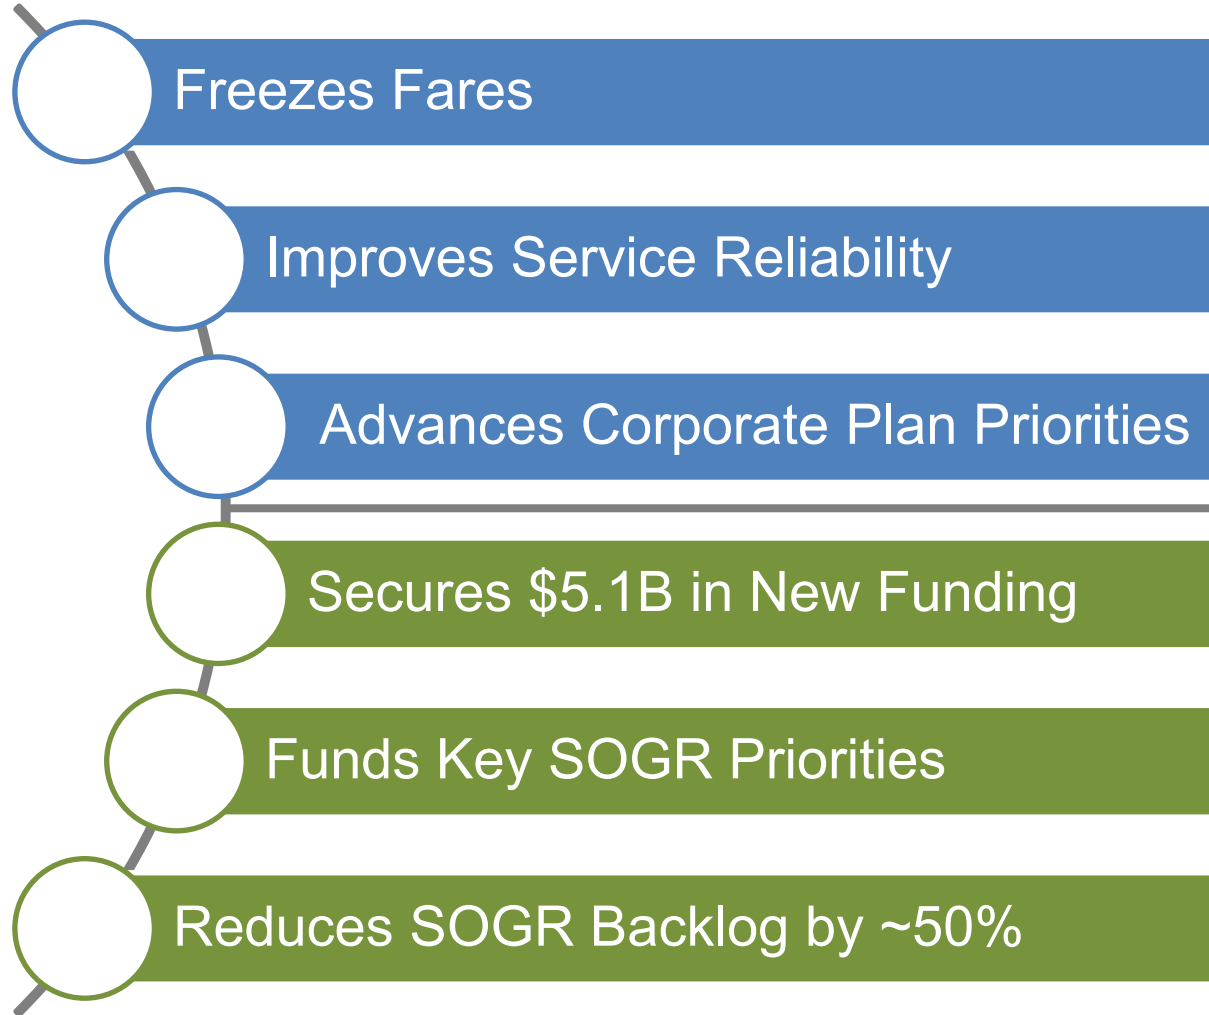 Freezes Fares
Improves Service Reliability
Advances Corporate Plan Priorities
Secures $5.1B in New Funding
Funds Key SOGR Priorities
Reduces SOGR Backlog by ~50%